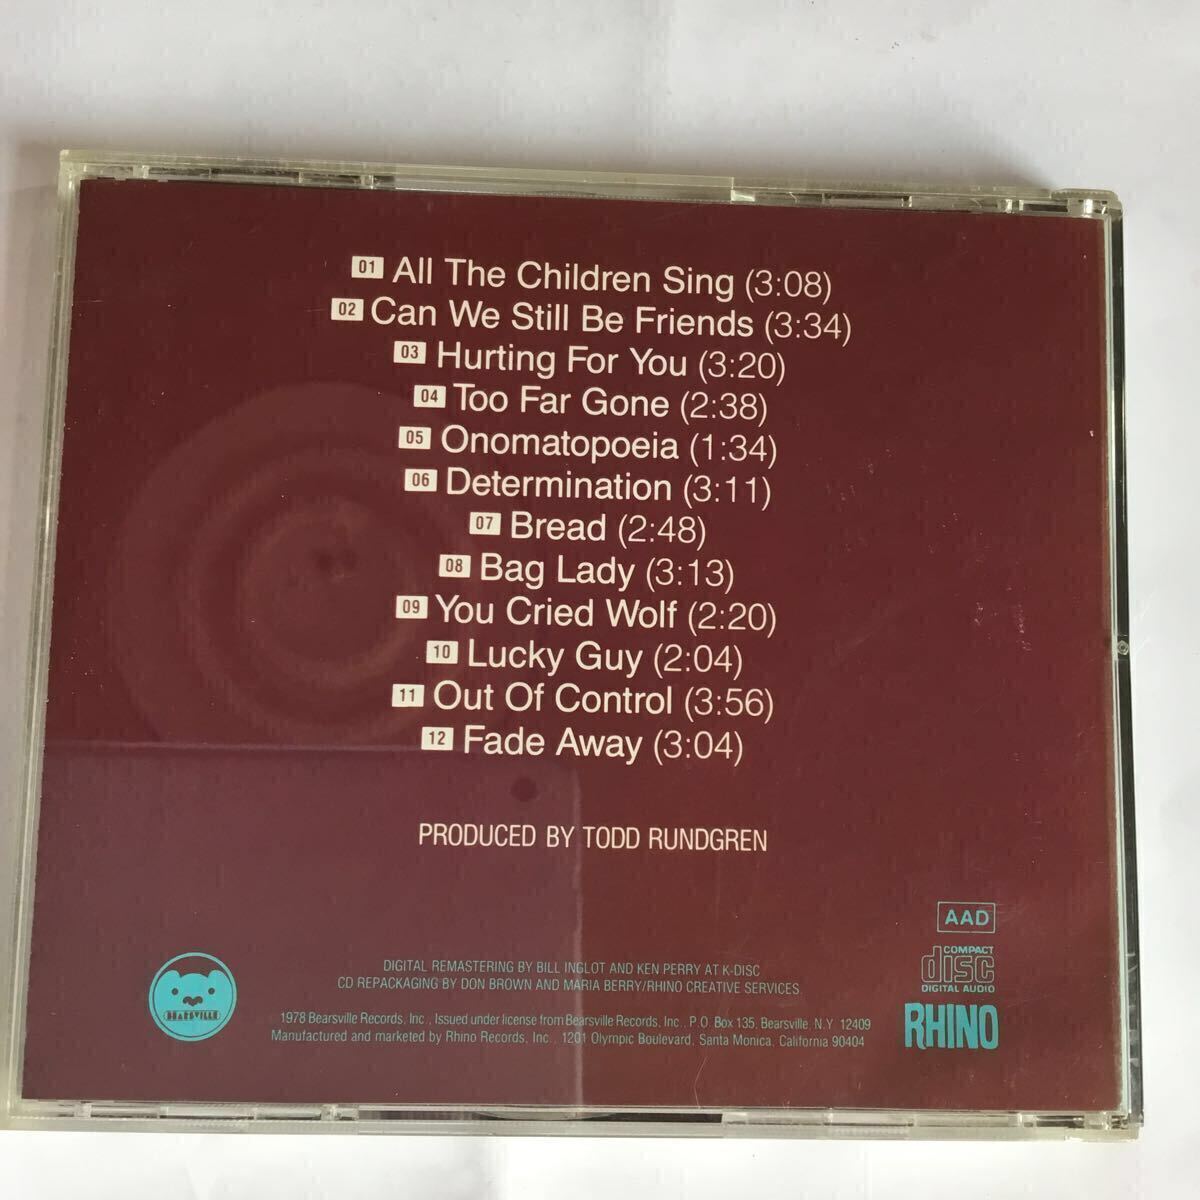 01 All The Children Sing (3:08)
02 Can We Still Be Friends (3:34)
03 Hurting For You (3:20)
04 Too Far Gone (2:38)
05 Onomatopoeia (1:34)
06 Determination (3:11)
07 Bread (2:48)
08 Bag Lady (3:13)
09 You Cried Wolf (2:20)
10 Lucky Guy (2:04)
11 Out Of Control (3:56)
12 Fade Away (3:04)
PRODUCED BY TODD RUNDGREN
AAD
COMPACT
disc
DIGITAL AUDIO
DIGITAL REMASTERING BY BILL INGLOT AND KEN PERRY AT K-DISC
CD REPACKAGING BY DON BROWN AND MARIA BERRY/RHINO CREATIVE SERVICES
BEARSVILLE
1978 Bearsville Records, Inc., Issued under license from Bearsville Records, Inc., P.O. Box 135, Bearsville, N.Y. 12409
Manufactured and marketed by Rhino Records, Inc., 1201 Olympic Boulevard, Santa Monica, California 90404
RHINO